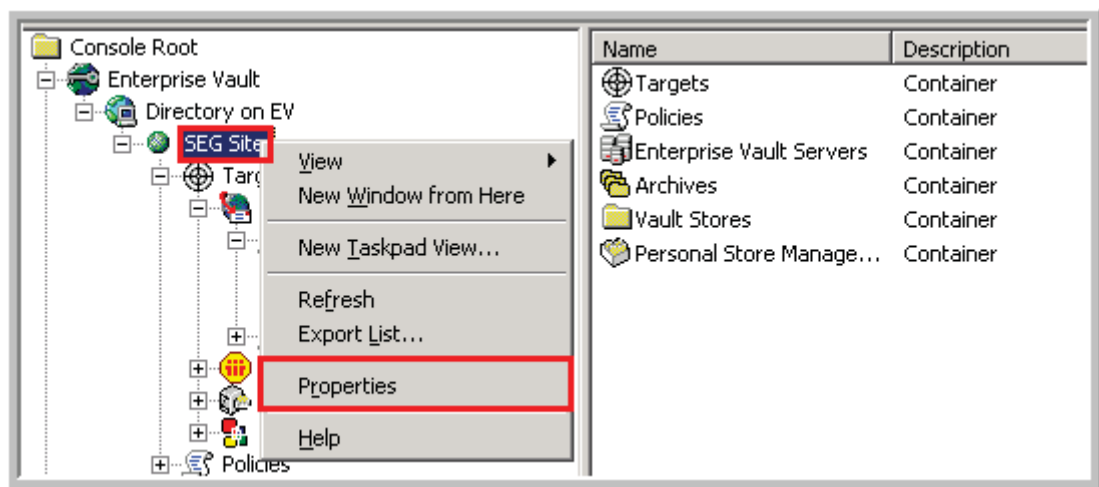 Console Root
Enterprise Vault
Directory on EV
SEG Site
Targ
Policies
View
New Window from Here
New Taskpad View...
Refresh
Export List...
Properties
Help
Name Description
Targets Container
Policies Container
Enterprise Vault Servers Container
Archives Container
Vault Stores Container
Personal Store Manage... Container